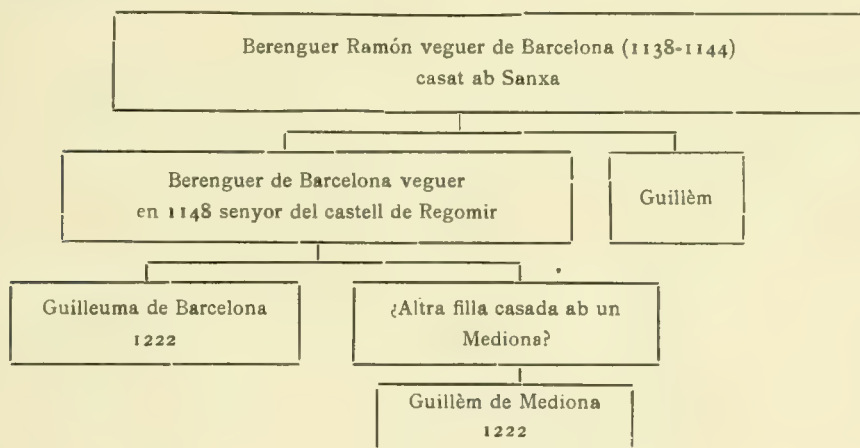 Berenguer Ramón veguer de Barcelona (1138-1144)
casat ab Sanxa
Berenguer de Barcelona veguer
en 1148 senyor del castell de Regomir
Guillèm
Guilleuma de Barcelona
1222
¿Altra filla casada ab un
Mediona?
Guillèm de Mediona
1222